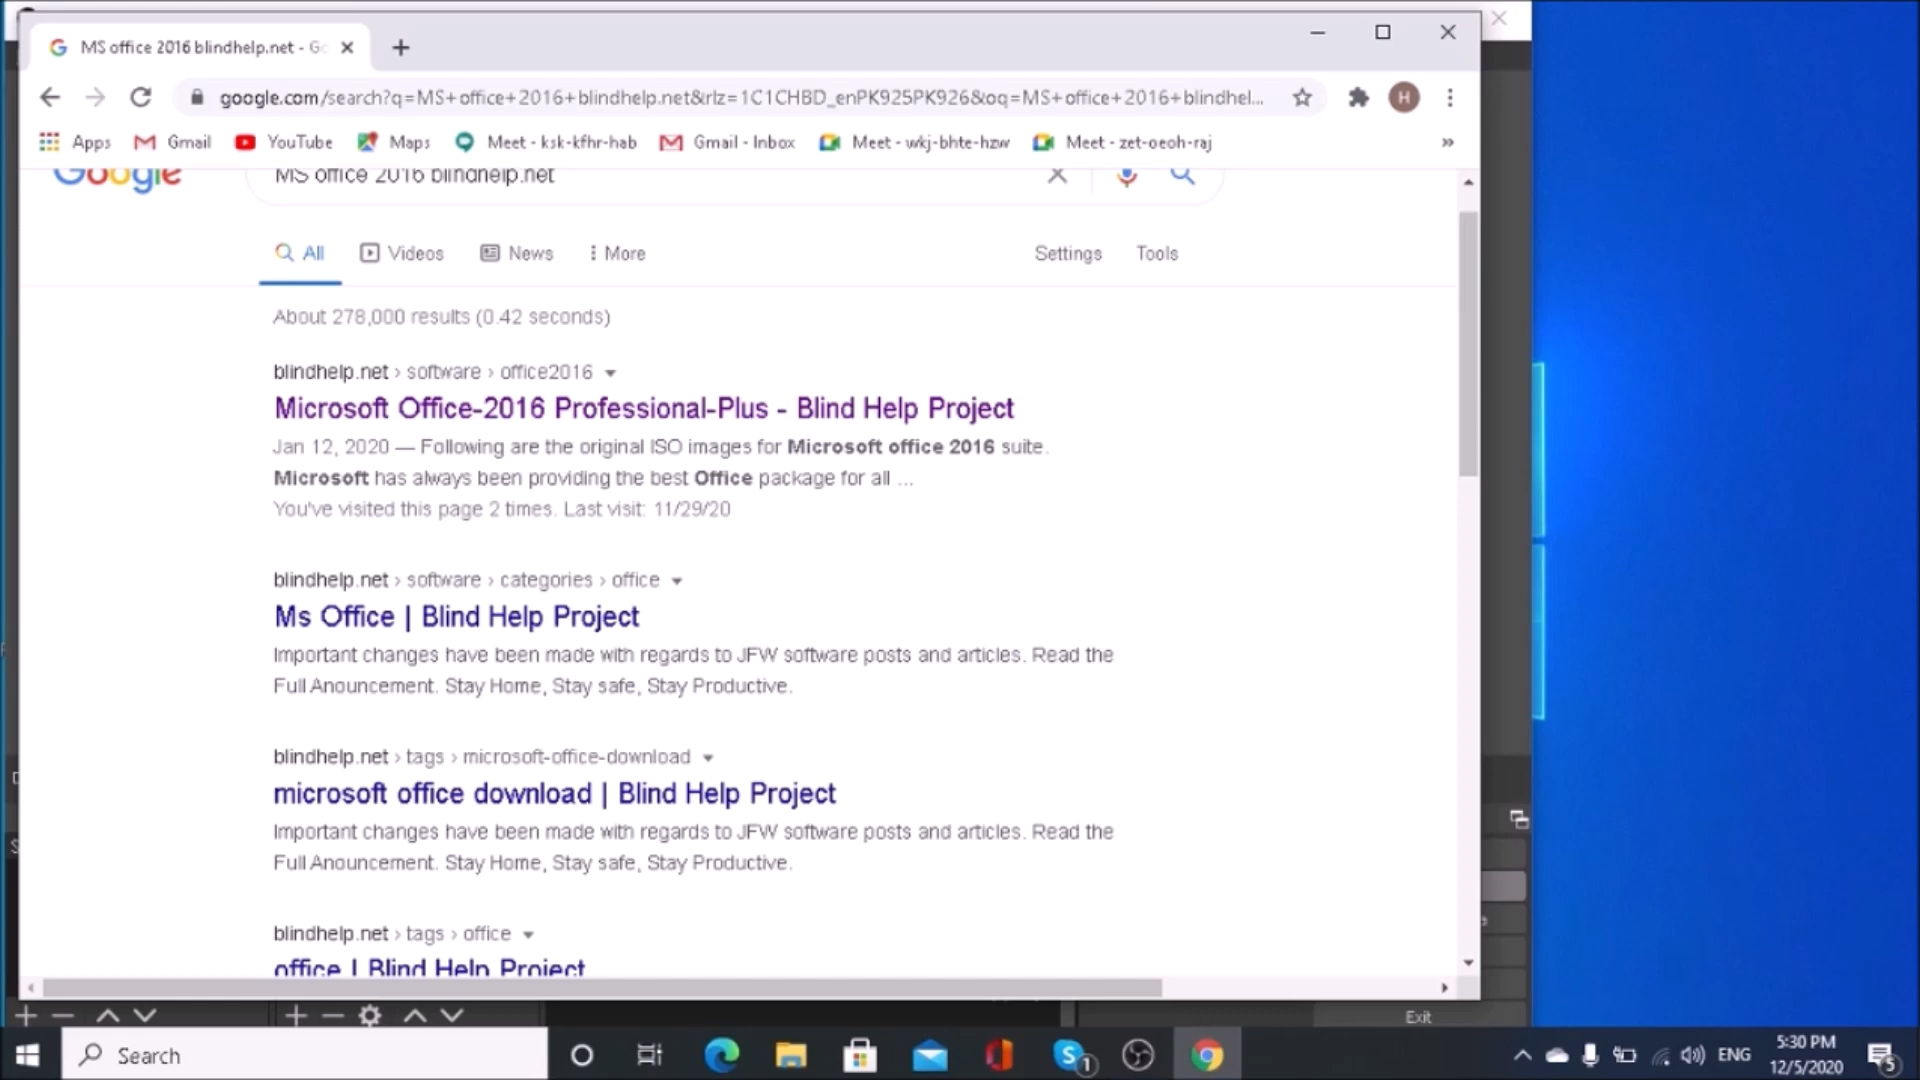 MS office 2016 blindhelp.net - Go
google.com/search?q=MS+office+2016+blindhelp.net&rlz=1C1CHBD_enPK925PK926&oq=MS+office+2016+blindhel...
H
Apps
Gmail
YouTube
Maps
Meet - ksk-kfhr-hab
Gmail - Inbox
Meet - wkj-bhte-hzw
Meet - zet-oeoh-raj
»
Google
MS office 2016 blindhelp.net
All
Videos
News
More
Settings
Tools
About 278,000 results (0.42 seconds)
blindhelp.net › software › office2016
Microsoft Office-2016 Professional-Plus - Blind Help Project
Jan 12, 2020 — Following are the original ISO images for Microsoft office 2016 suite.
Microsoft has always been providing the best Office package for all ...
You've visited this page 2 times. Last visit: 11/29/20
blindhelp.net › software › categories › office
Ms Office | Blind Help Project
Important changes have been made with regards to JFW software posts and articles. Read the
Full Anouncement. Stay Home, Stay safe, Stay Productive.
blindhelp.net › tags › microsoft-office-download
microsoft office download | Blind Help Project
Important changes have been made with regards to JFW software posts and articles. Read the
Full Anouncement. Stay Home, Stay safe, Stay Productive.
blindhelp.net › tags › office
office | Blind Help Project
Exit
Search
S
1
ENG
5:30 PM
12/5/2020
5